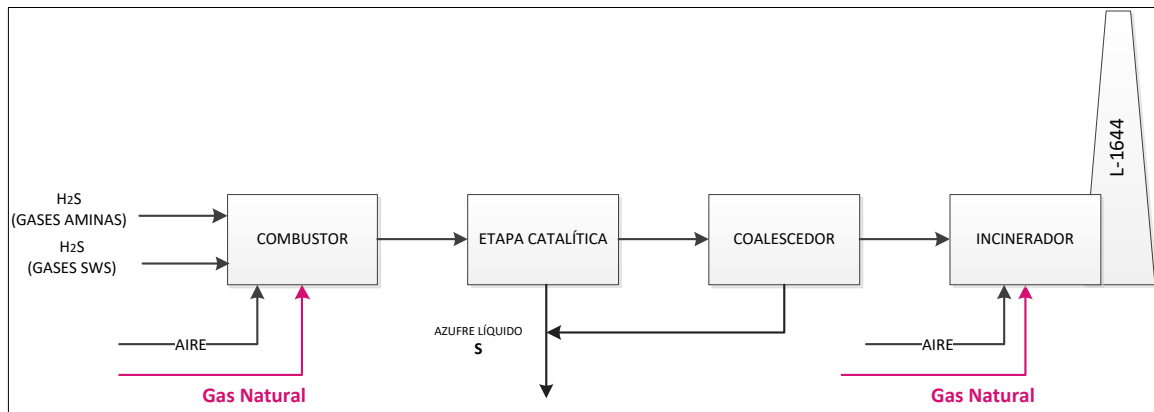 L-1644
H2S
(GASES AMINAS)
H2S
(GASES SWS)
COMBUSTOR
ETAPA CATALÍTICA
COALESCEDOR
INCINERADOR
AIRE
Gas Natural
AZUFRE LÍQUIDO
S
AIRE
Gas Natural